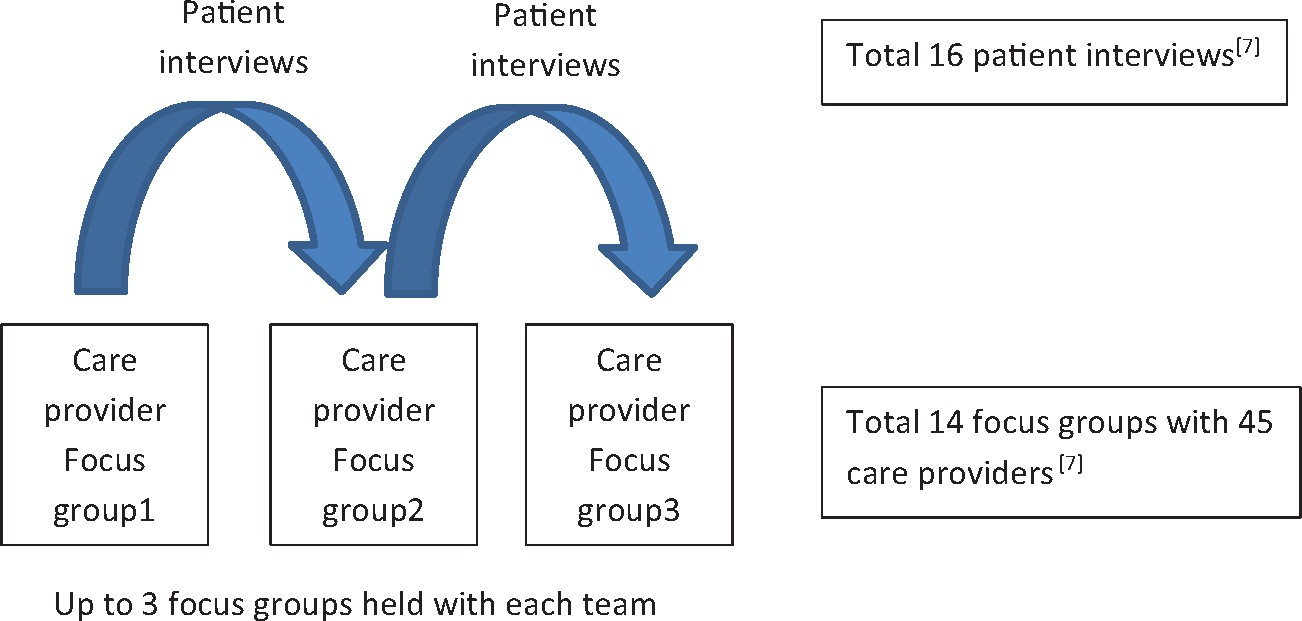 Patient
interviews
Patient
interviews
Total 16 patient interviews[7]
Care
provider
Focus
group1
Care
provider
Focus
group2
Care
provider
Focus
group3
Total 14 focus groups with 45
care providers[7]
Up to 3 focus groups held with each team